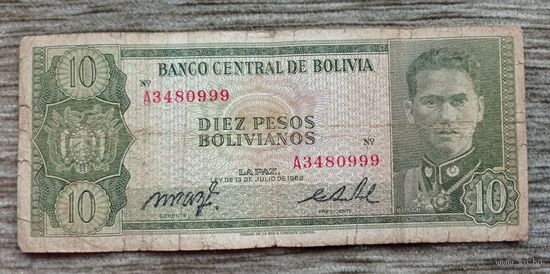 10
BANCO CENTRAL DE BOLIVIA
Nº
A3480999
DIEZ PESOS
BOLIVIANOS
Nº
A3480999
LA PAZ,
LEY DE 13 DE JULIO DE 1962
10
GERENTE
PRESIDENTE
BUSCH
10